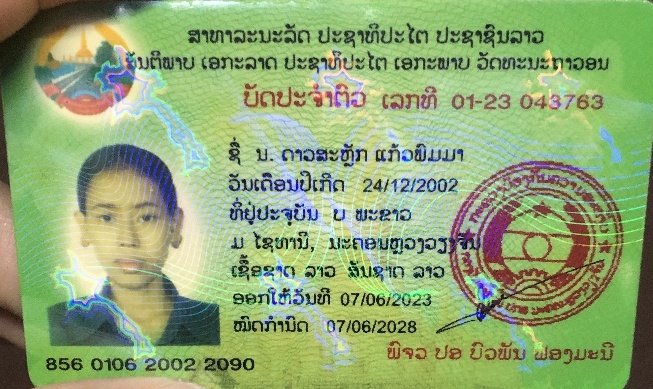 ສາທາລະນະລັດ ປະຊາທິປະໄຕ ປະຊາຊົນລາວ
ສັນຕິພາບ ເອກະລາດ ປະຊາທິປະໄຕ ເອກະພາບ ວັດທະນະຖາວອນ
ບັດປະຈຳຕົວ ເລກທີ 01-23 043763
ຊື່ ນ. ດາວສະຫຼັກ ແກ້ວພິມມາ
ວັນເດືອນປີເກີດ 24/12/2002
ທີ່ຢູ່ປະຈຸບັນ ບ ພະຂາວ
ມ ໄຊທານີ, ນະຄອນຫຼວງວຽງຈັນ
ເຊື້ອຊາດ ລາວ ສັນຊາດ ລາວ
ອອກໃຫ້ວັນທີ 07/06/2023
ໝົດກຳນົດ 07/06/2028
856 0106 2002 2090
ພັຈວ ປອ ບົວພັນ ຟອງມະນີ